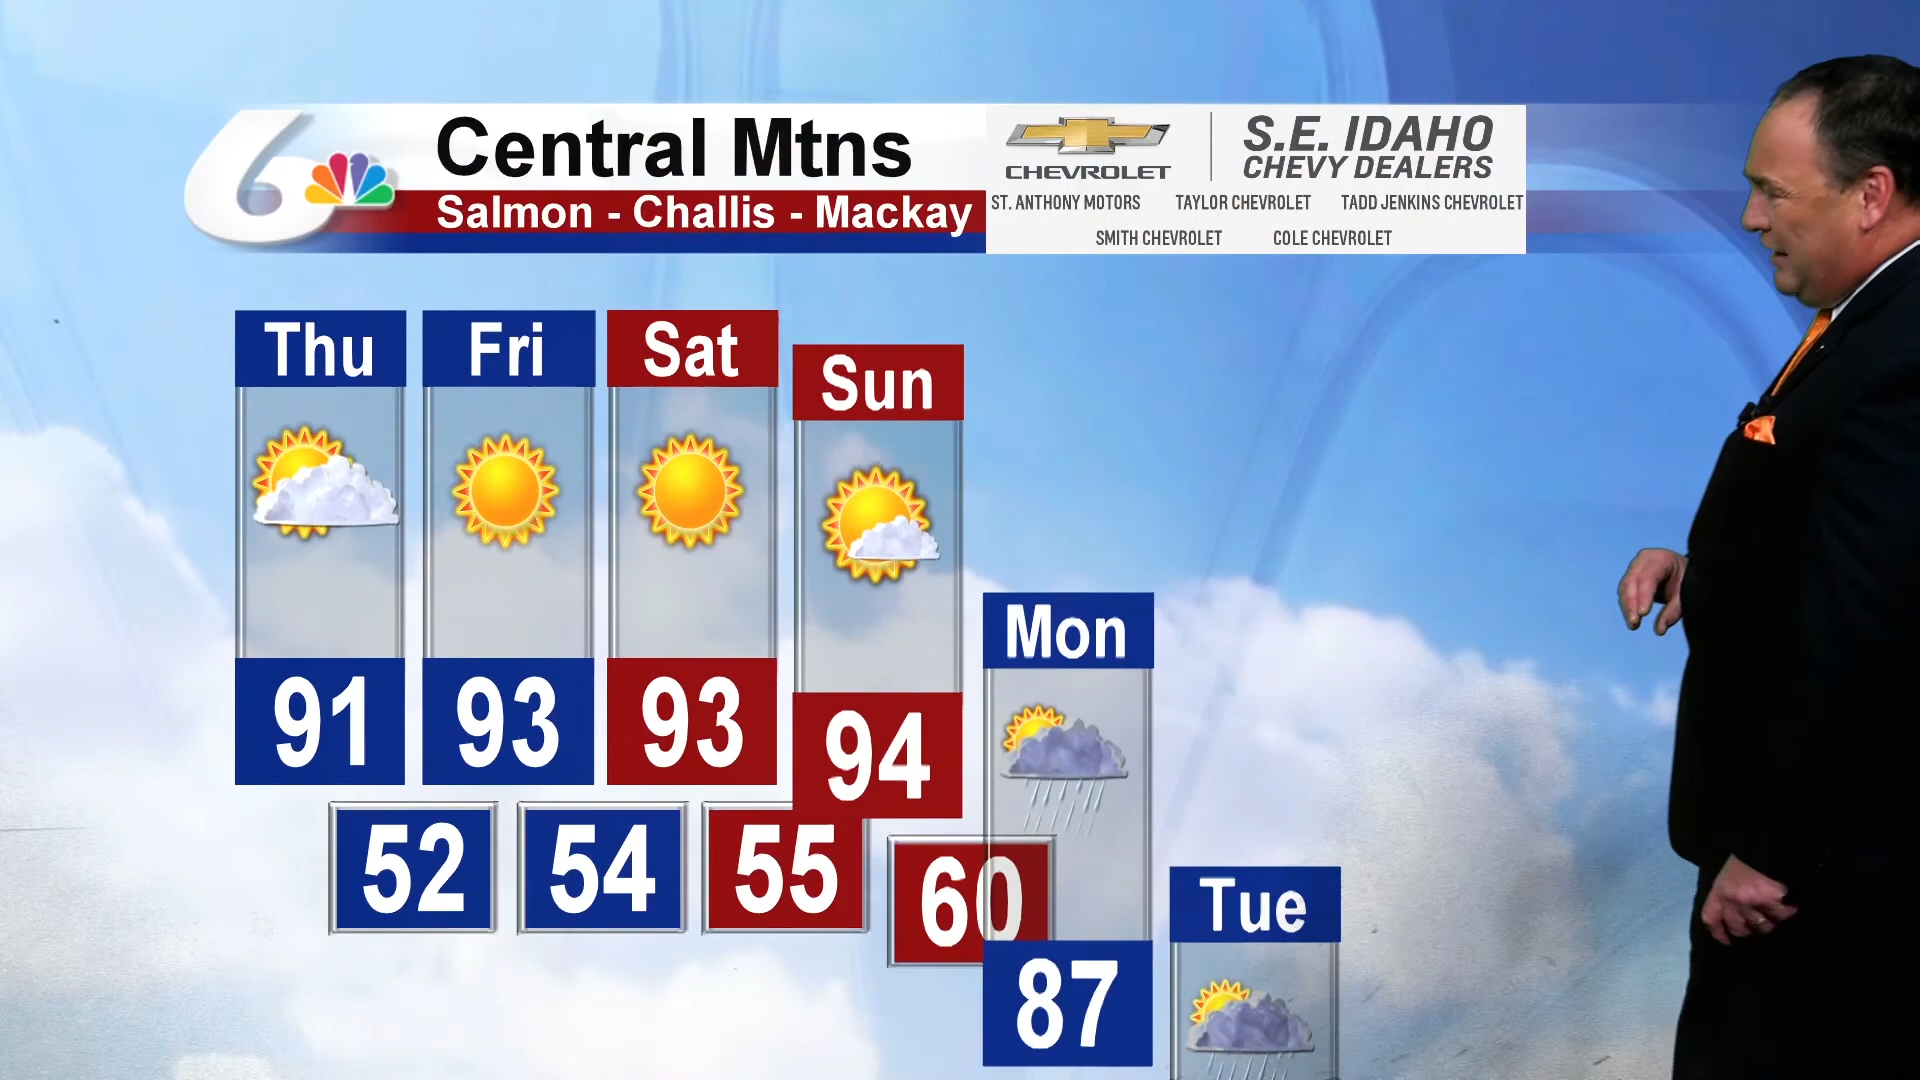 6
Central Mtns
Salmon - Challis - Mackay
CHEVROLET
S.E. IDAHO
CHEVY DEALERS
ST. ANTHONY MOTORS TAYLOR CHEVROLET TADD JENKINS CHEVROLET
SMITH CHEVROLET COLE CHEVROLET
Thu Fri Sat Sun
91 93 93 94
52 54 55 60
Mon
87
Tue